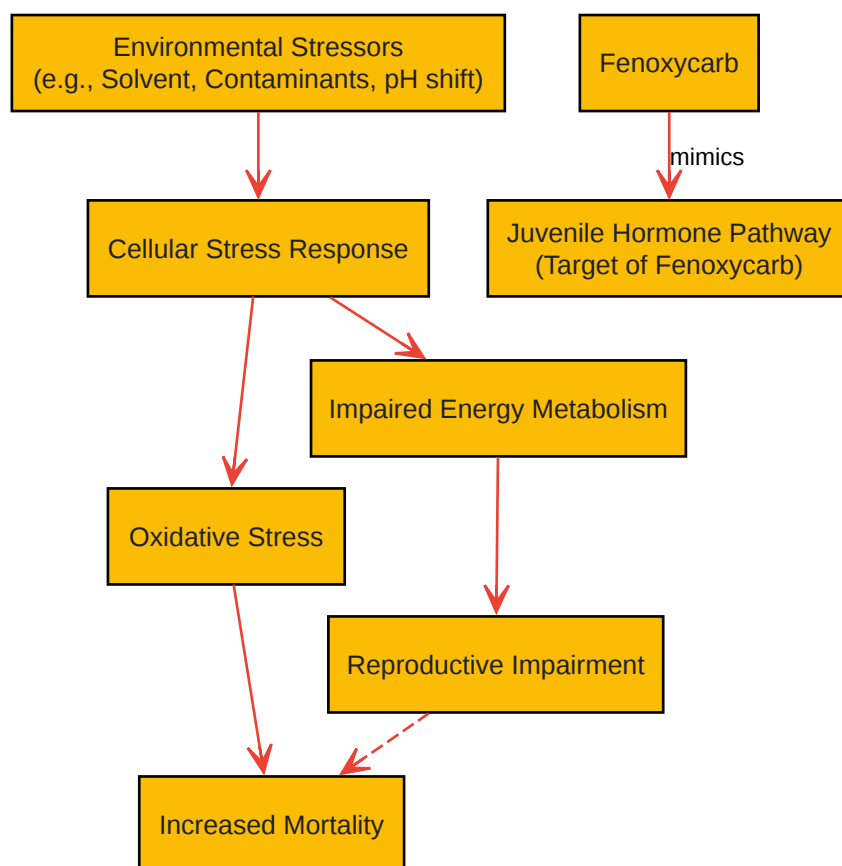 Environmental Stressors
(e.g., Solvent, Contaminants, pH shift)
Fenoxycarb
mimics
Cellular Stress Response
Juvenile Hormone Pathway
(Target of Fenoxycarb)
Impaired Energy Metabolism
Oxidative Stress
Reproductive Impairment
Increased Mortality